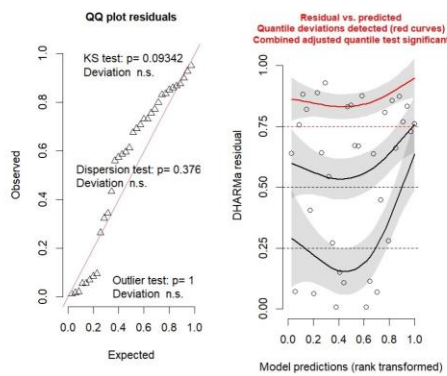 QQ plot residuals
KS test: p= 0.09342
Deviation n.s.
Dispersion test: p= 0.376
Deviation n.s.
Outlier test: p= 1
Deviation n.s.
Observed
0.0
0.2
0.4
0.6
0.8
1.0
0.0 0.2 0.4 0.6 0.8 1.0
Expected
Residual vs. predicted
Quantile deviations detected (red curves)
Combined adjusted quantile test significant
DHARMa residual
0.00
0.25
0.50
0.75
1.00
0.0 0.2 0.4 0.6 0.8 1.0
Model predictions (rank transformed)